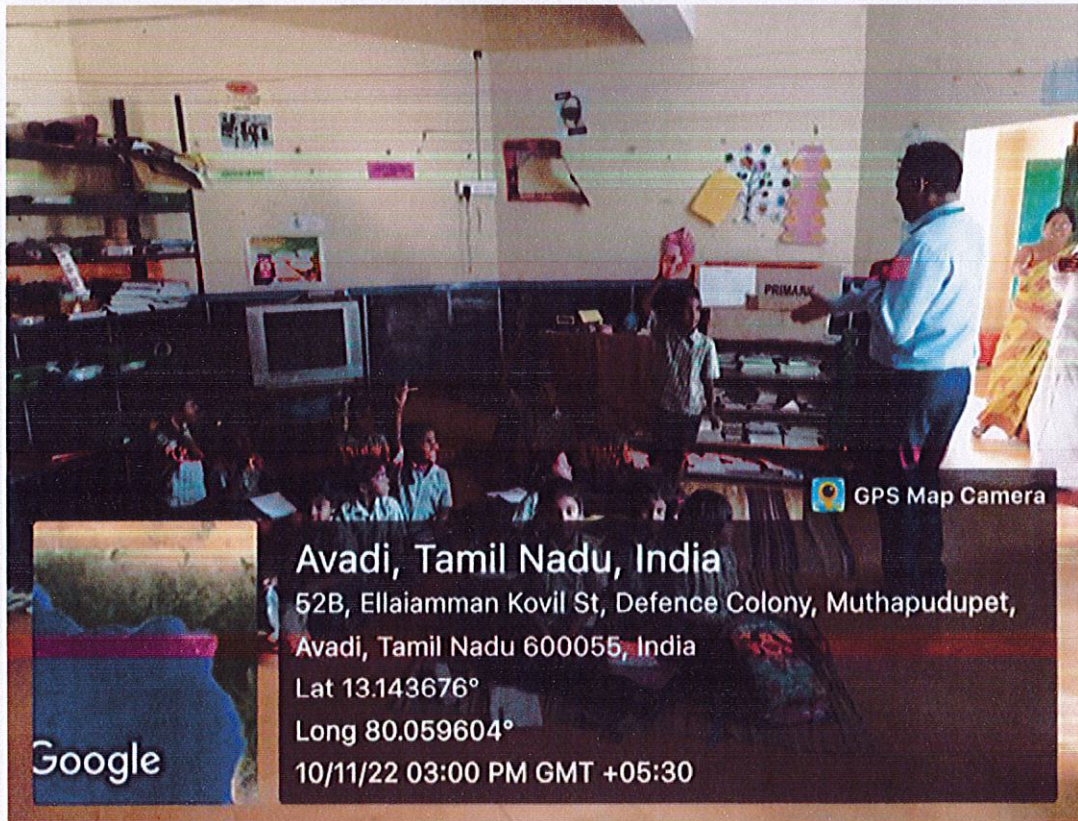 PRIMARK
GPS Map Camera
Avadi, Tamil Nadu, India
52B, Ellaiamman Kovil St, Defence Colony, Muthapudupet,
Avadi, Tamil Nadu 600055, India
Lat 13.143676°
Long 80.059604°
10/11/22 03:00 PM GMT +05:30
Google